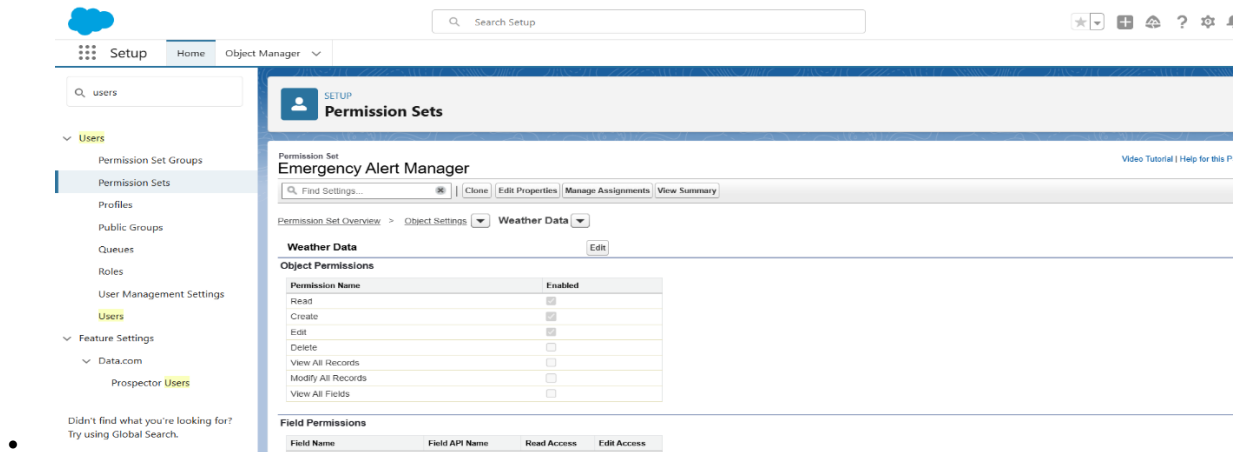 Search Setup
Setup
Home
Object Manager
users
SETUP
Permission Sets
Users
Permission Set Groups
Permission Sets
Profiles
Public Groups
Queues
Roles
User Management Settings
Users
Feature Settings
Data.com
Prospector Users
Didn't find what you're looking for?
Try using Global Search.
Permission Set
Emergency Alert Manager
Video Tutorial | Help for this P
Find Settings...
| Clone Edit Properties Manage Assignments View Summary
Permission Set Overview > Object Settings Weather Data
Weather Data Edit
Object Permissions
Permission Name Enabled
Read
Create
Edit
Delete
View All Records
Modify All Records
View All Fields
Field Permissions
Field Name Field API Name Read Access Edit Access